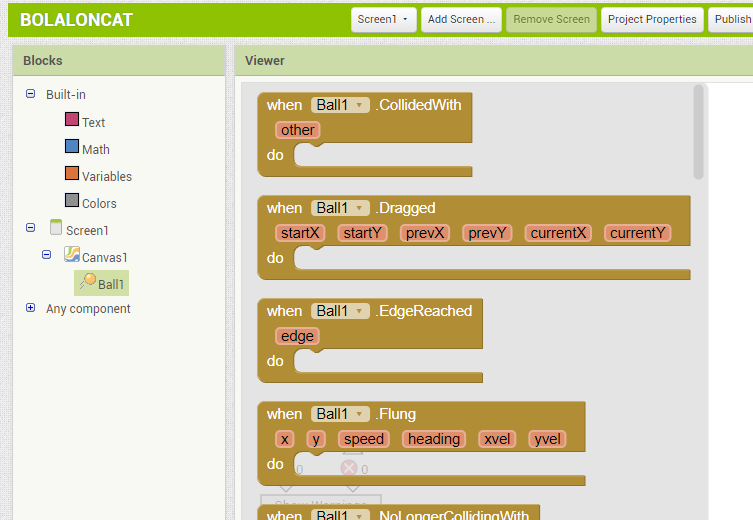 BOLALONCAT
Screen1 Add Screen ... Remove Screen Project Properties Publish
Blocks
Viewer
Built-in
Text
Math
Variables
Colors
Screen1
Canvas1
Ball1
Any component
when Ball1 .CollidedWith
other
do
when Ball1 .Dragged
startX startY prevX prevY currentX currentY
do
when Ball1 .EdgeReached
edge
do
when Ball1 .Flung
x y speed heading xvel yvel
do
0 0
Show Warnings
when Ball1 .NoLongerCollidingWith